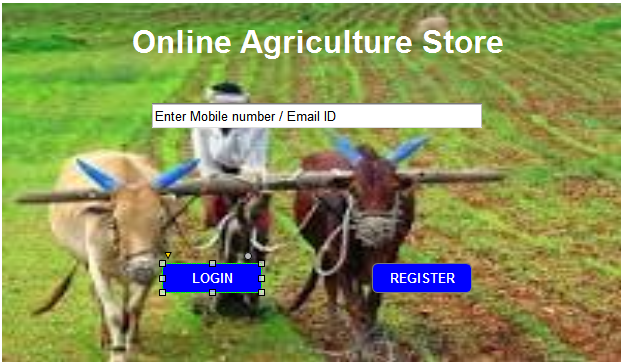 Online Agriculture Store
Enter Mobile number / Email ID
LOGIN
REGISTER